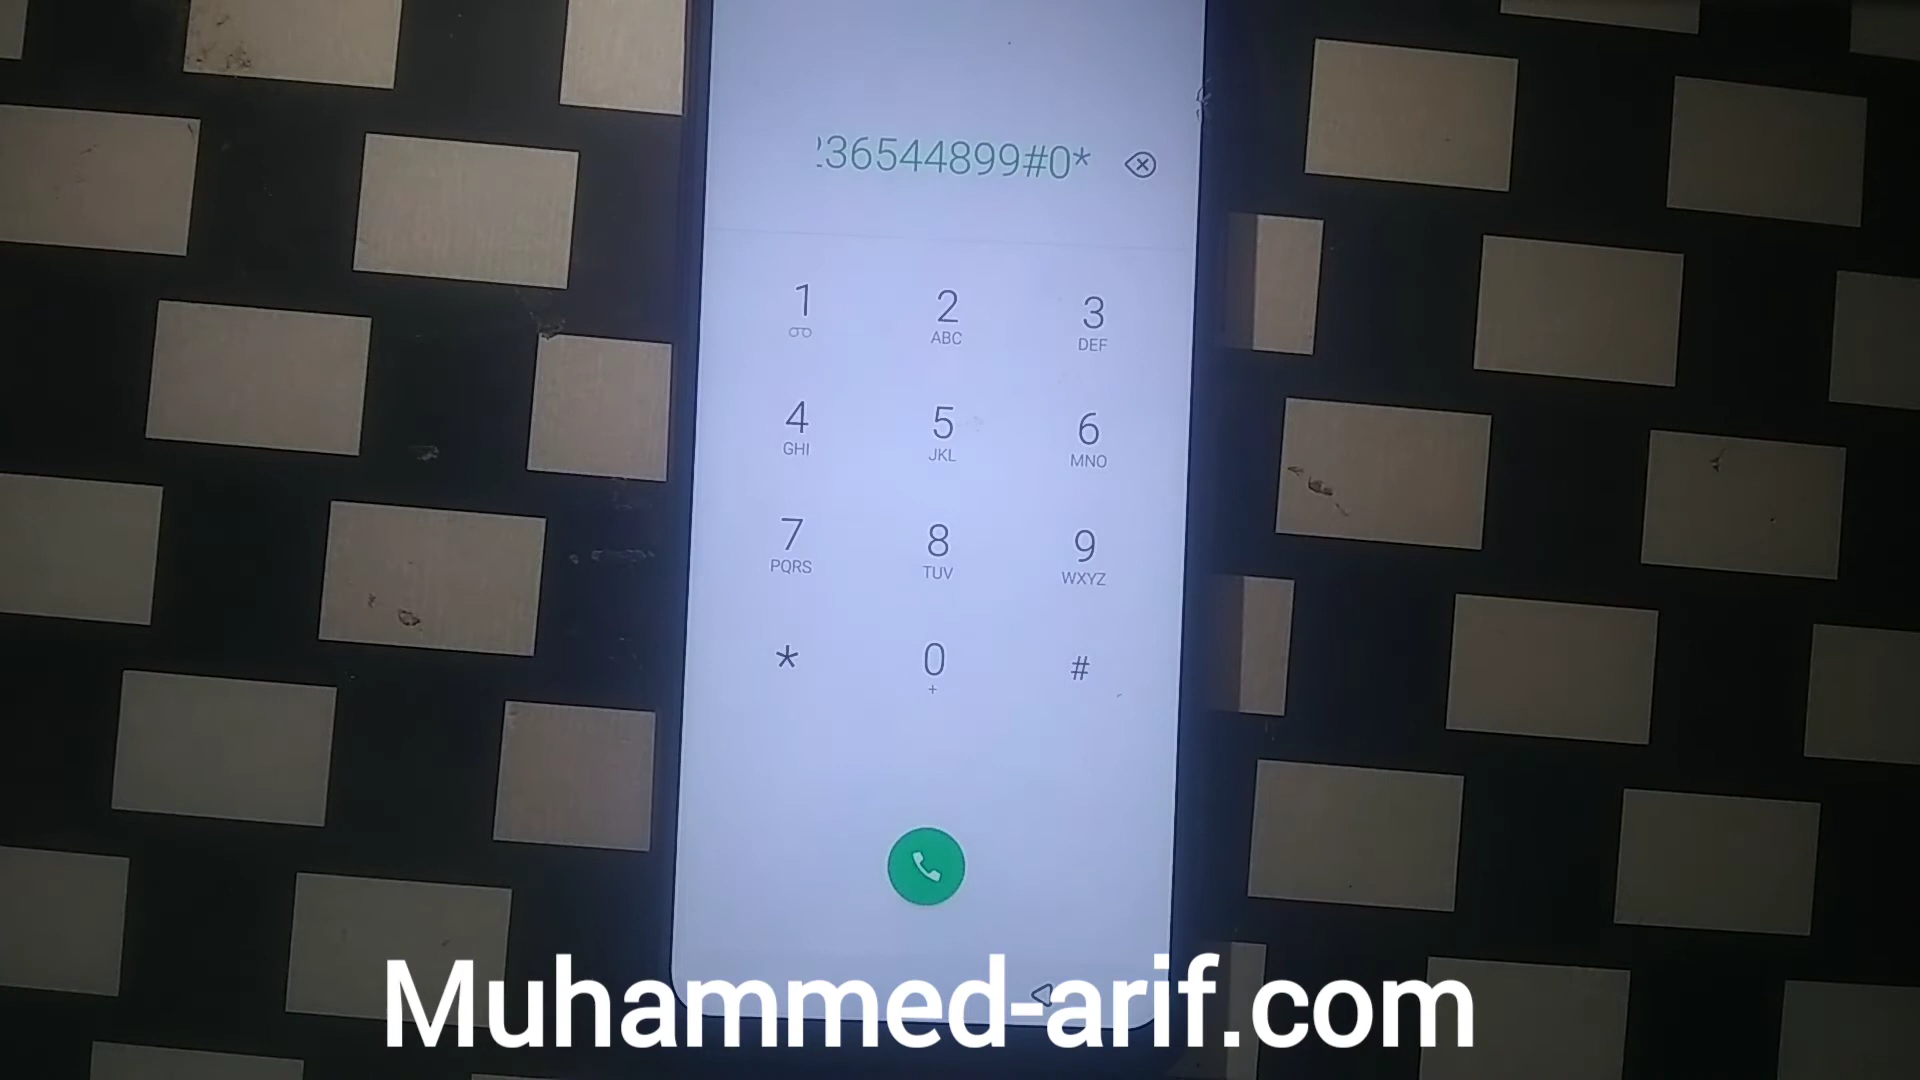 36544899#0*
1
2
3
ABC
DEF
4
5
6
GHI
JKL
MNO
7
8
9
PQRS
TUV
WXYZ
*
0
#
+
Muhammed-arif.com